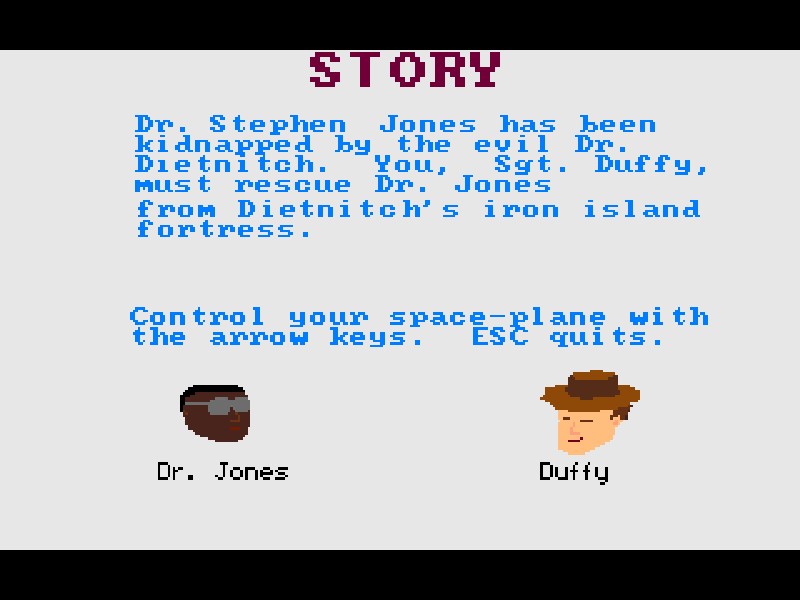 STORY
Dr. Stephen Jones has been
kidnapped by the evil Dr.
Dietnitch. You, Sgt. Duffy,
must rescue Dr. Jones
from Dietnitch's iron island
fortress.
Control your space-plane with
the arrow keys. ESC quits.
Dr. Jones
Duffy